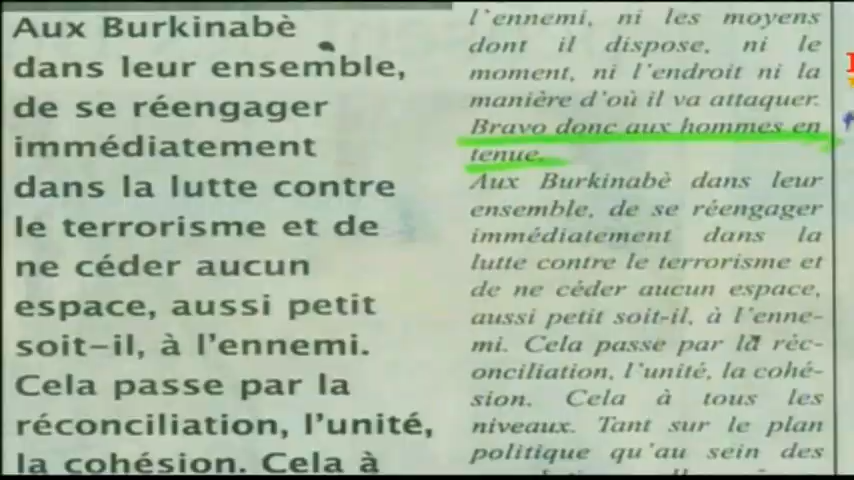 Aux Burkinabè
dans leur ensemble,
de se réengager
immédiatement
dans la lutte contre
le terrorisme et de
ne céder aucun
espace, aussi petit
soit-il, à l'ennemi.
Cela passe par la
réconciliation, l'unité,
la cohésion. Cela à
l'ennemi, ni les moyens
dont il dispose, ni le
moment, ni l'endroit ni la
manière d'où il va attaquer.
Bravo donc aux hommes en
tenue.
Aux Burkinabè dans leur
ensemble, de se réengager
immédiatement dans la
lutte contre le terrorisme et
de ne céder aucun espace,
aussi petit soit-il, à l'enne-
mi. Cela passe par la réc-
onciliation, l'unité, la cohé-
sion. Cela à tous les
niveaux. Tant sur le plan
politique qu'au sein des